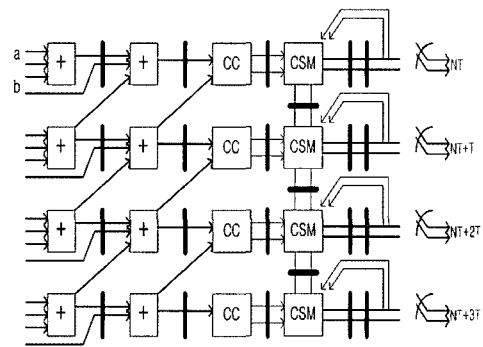 a
b
+ + CC CSM NT
+ + CC CSM NT+T
+ + CC CSM NT+2T
+ + CC CSM NT+3T